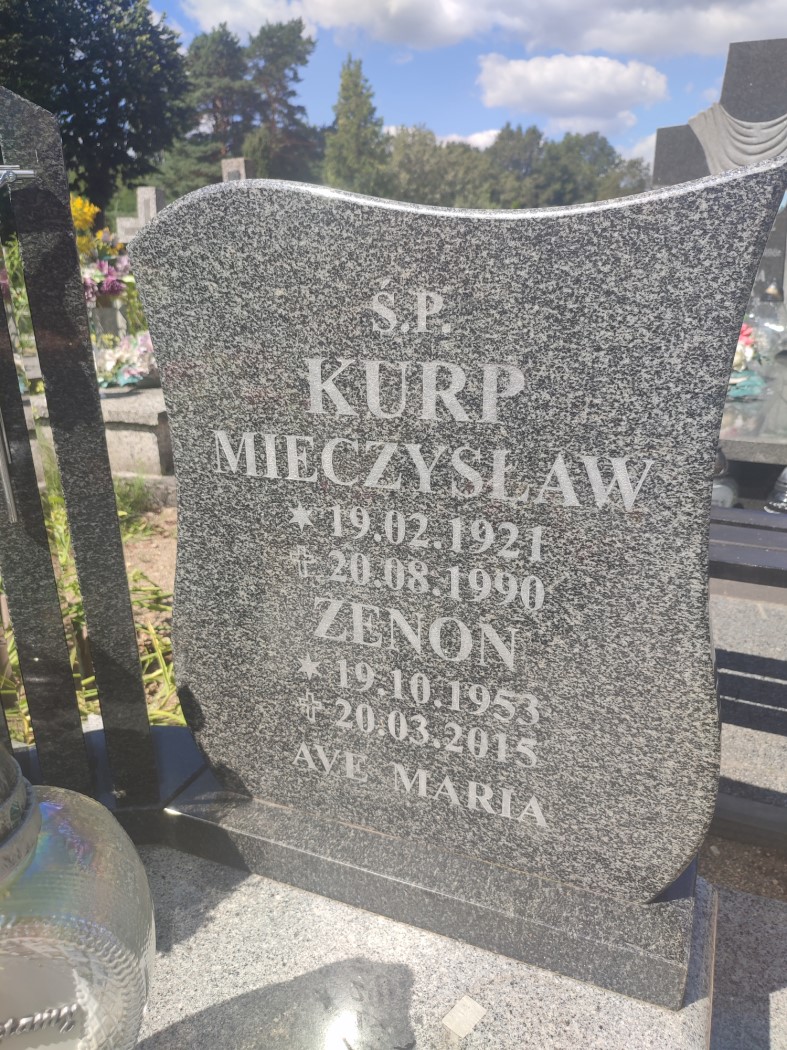 Ś.P.
KURP
MIECZYSŁAW
★ 19.02.1921
✝ 20.08.1990
ZENON
★ 19.10.1953
✝ 20.03.2015
AVE MARIA